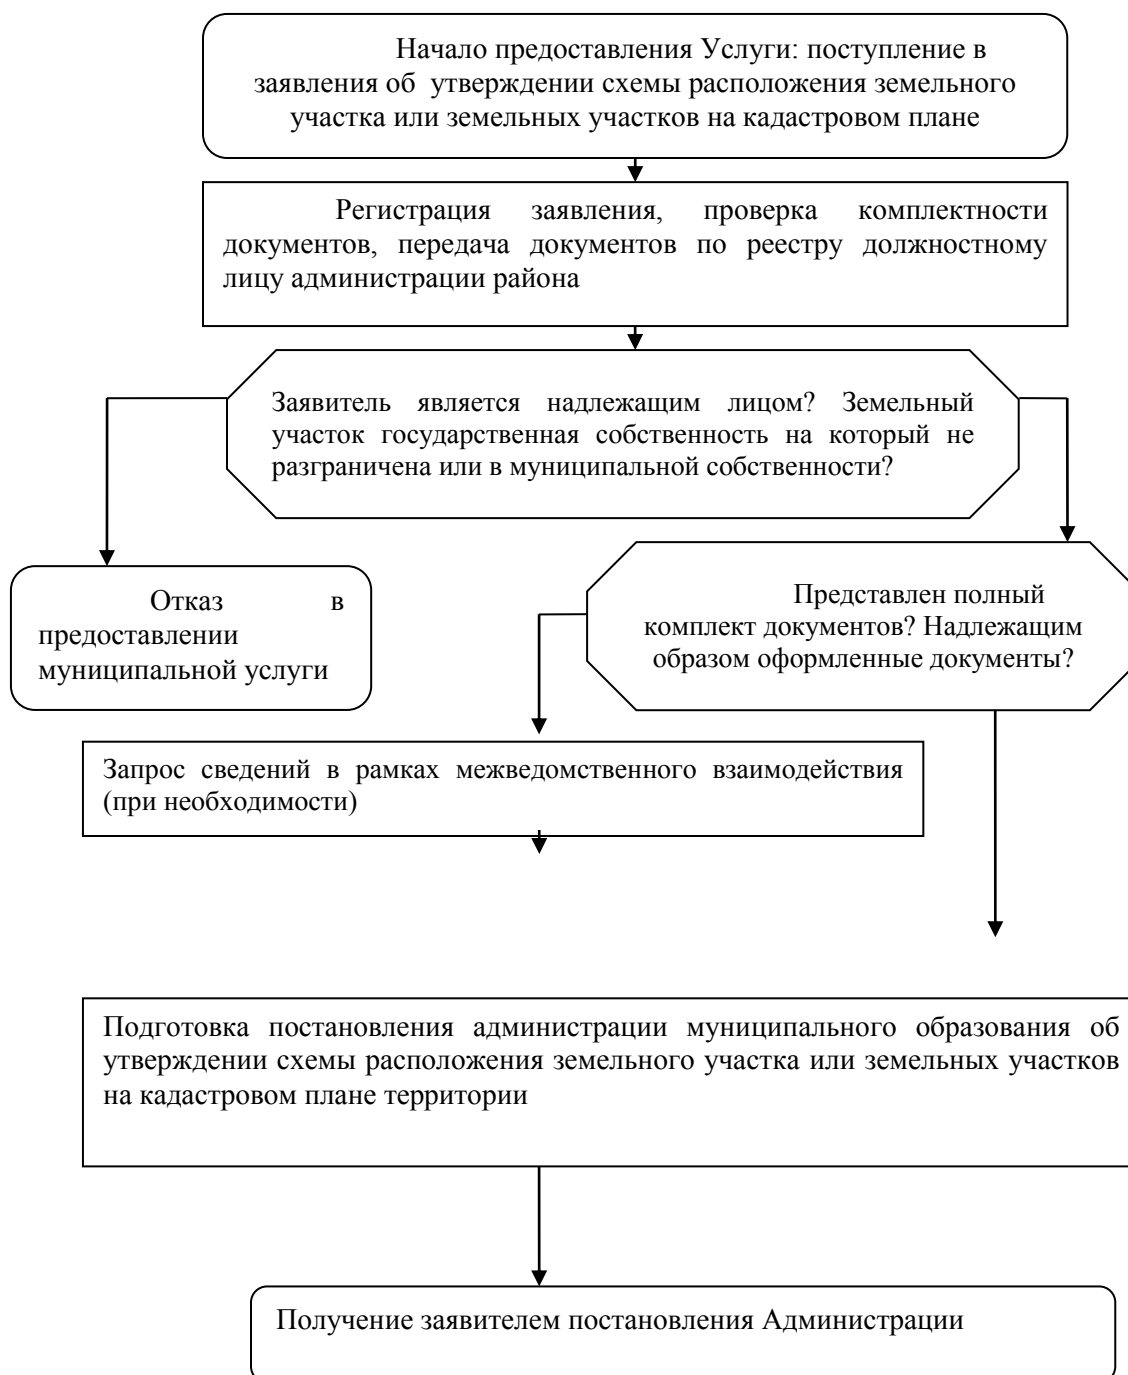 Начало предоставления Услуги: поступление в
заявления об утверждении схемы расположения земельного
участка или земельных участков на кадастровом плане
Регистрация заявления, проверка комплектности
документов, передача документов по реестру должностному
лицу администрации района
Заявитель является надлежащим лицом? Земельный
участок государственная собственность на который не
разграничена или в муниципальной собственности?
Отказ в
предоставлении
муниципальной услуги
Представлен полный
комплект документов? Надлежащим
образом оформленные документы?
Запрос сведений в рамках межведомственного взаимодействия
(при необходимости)
Подготовка постановления администрации муниципального образования об
утверждении схемы расположения земельного участка или земельных участков
на кадастровом плане территории
Получение заявителем постановления Администрации